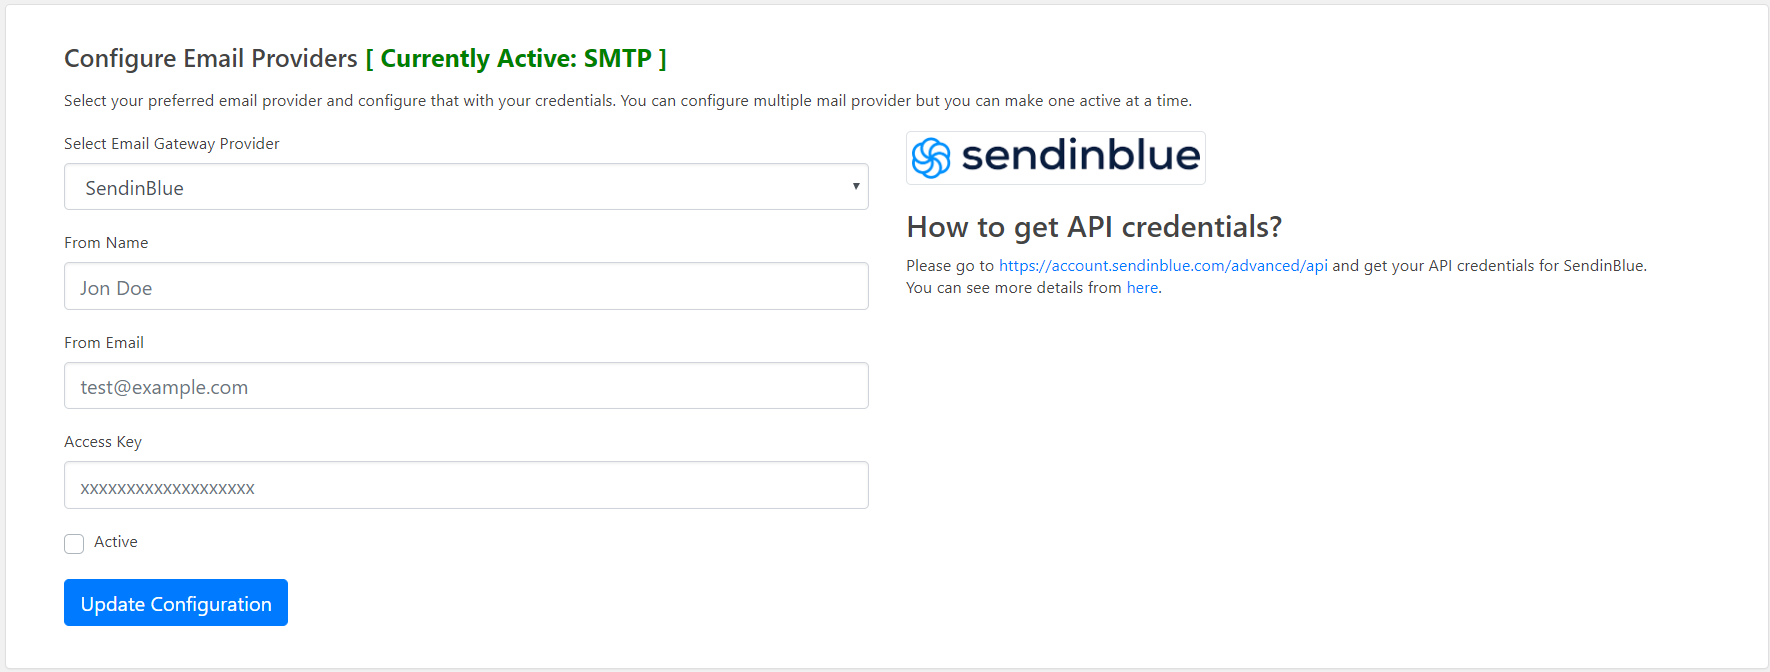 Configure Email Providers [ Currently Active: SMTP ]
Select your preferred email provider and configure that with your credentials. You can configure multiple mail provider but you can make one active at a time.
Select Email Gateway Provider
SendinBlue
From Name
Jon Doe
From Email
test@example.com
Access Key
xxxxxxxxxxxxxxxxxxx
Active
Update Configuration
sendinblue
How to get API credentials?
Please go to https://account.sendinblue.com/advanced/api and get your API credentials for SendinBlue.
You can see more details from here.